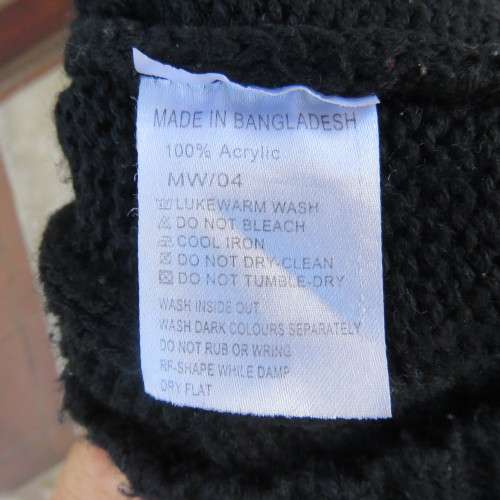 MADE IN BANGLADESH
100% Acrylic
MW/04
LUKEWARM WASH
DO NOT BLEACH
COOL IRON
DO NOT DRY-CLEAN
DO NOT TUMBLE-DRY
WASH INSIDE OUT
WASH DARK COLOURS SEPARATELY
DO NOT RUB OR WRING
RF-SHAPE WHILE DAMP
DRY FLAT